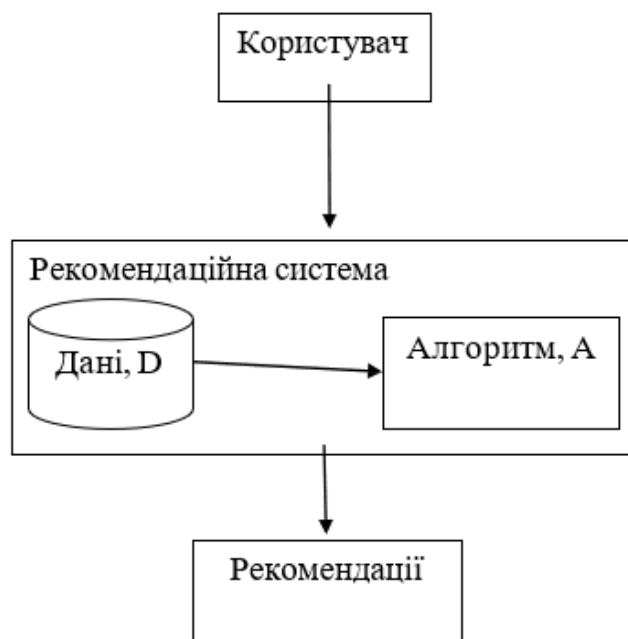 Користувач
Рекомендаційна система
Дані, D
Алгоритм, А
Рекомендації